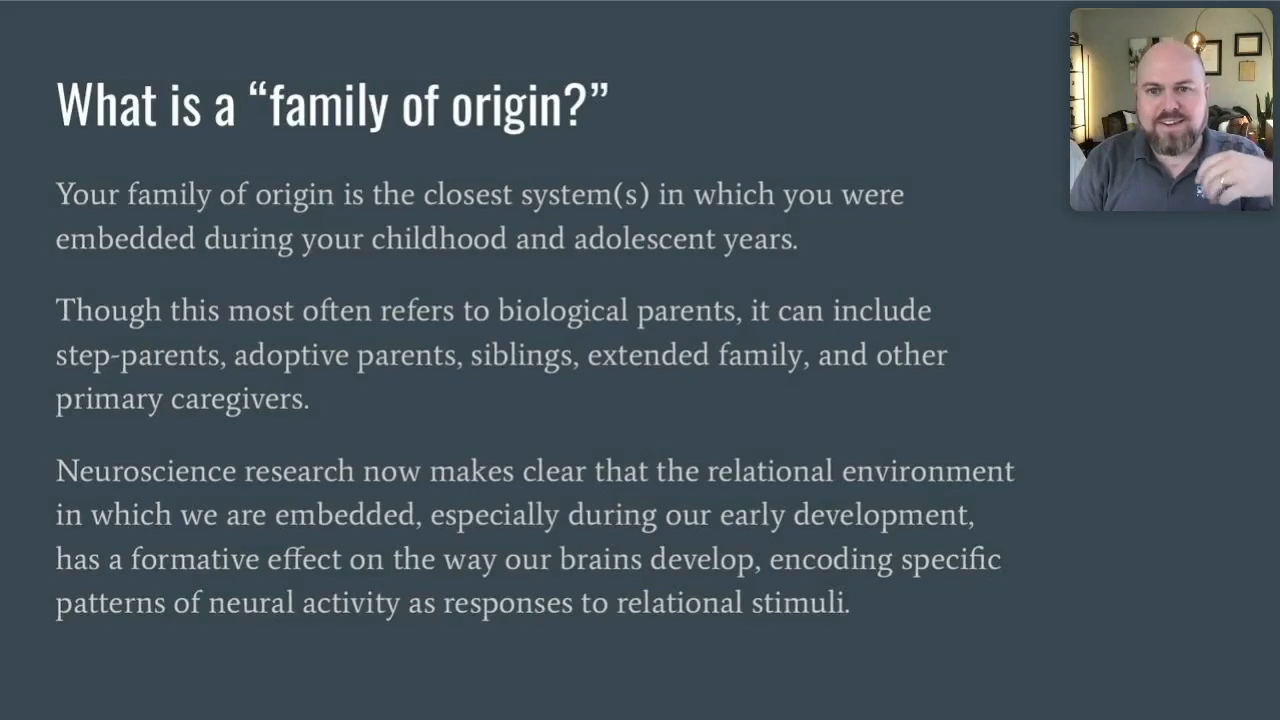 What is a “family of origin?”
Your family of origin is the closest system(s) in which you were
embedded during your childhood and adolescent years.
Though this most often refers to biological parents, it can include
step-parents, adoptive parents, siblings, extended family, and other
primary caregivers.
Neuroscience research now makes clear that the relational environment
in which we are embedded, especially during our early development,
has a formative effect on the way our brains develop, encoding specific
patterns of neural activity as responses to relational stimuli.